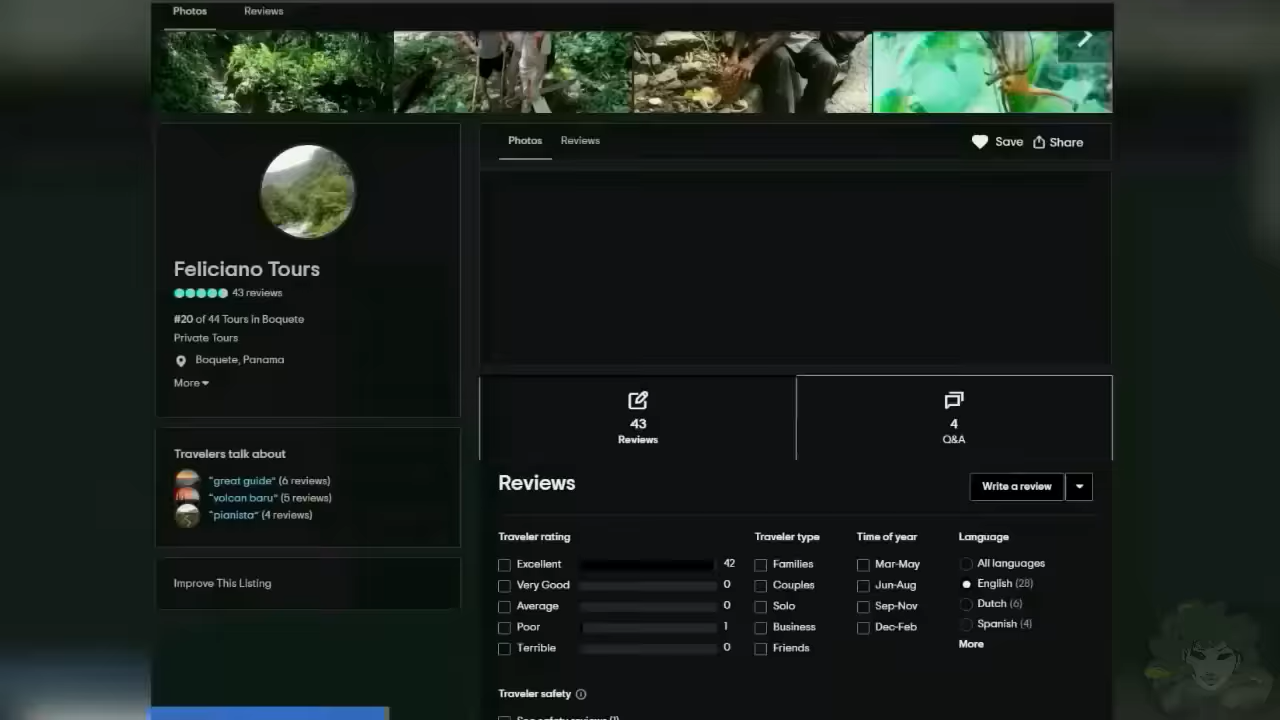 Photos Reviews
Photos Reviews
Save Share
Feliciano Tours
43 reviews
#20 of 44 Tours in Boquete
Private Tours
Boquete, Panama
More
Travelers talk about
"great guide" (6 reviews)
"volcan baru" (5 reviews)
"pianista" (4 reviews)
Improve This Listing
43
Reviews
4
Q&A
Reviews
Write a review
Traveler rating
Excellent 42
Very Good 0
Average 0
Poor 1
Terrible 0
Traveler type
Families
Couples
Solo
Business
Friends
Time of year
Mar-May
Jun-Aug
Sep-Nov
Dec-Feb
Language
All languages
English (28)
Dutch (6)
Spanish (4)
More
Traveler safety
See safety reviews (1)